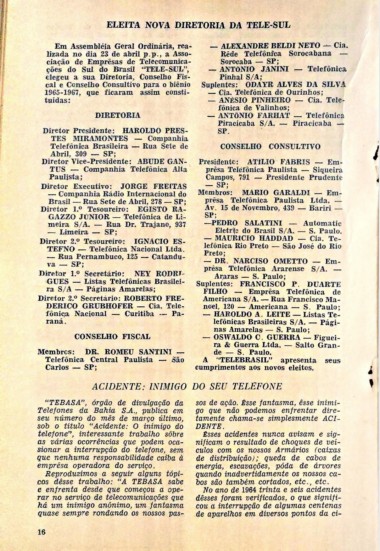 ELEITA NOVA DIRETORIA DA TELE-SUL
Em Assembléia Geral Ordinária, rea-
lizada no dia 23 de abril p.p., a Asso-
ciação de Emprêsas de Telecomunica-
ções do Sul do Brasil "TELE-SUL",
elegeu a sua Diretoria, Conselho Fis-
cal e Conselho Consultivo para o biênio
1965-1967, que ficaram assim consti-
tuídas:
DIRETORIA
Diretor Presidente: HAROLDO PRES-
TES MIRAMONTES — Companhia
Telefônica Brasileira — Rua Sete de
Abril, 309 — SP;
Diretor Vice-Presidente: ABUDE GAN-
TUS — Companhia Telefônica Alta
Paulista;
Diretor Executivo: JORGE FREITAS
— Companhia Rádio Internacional do
Brasil — Rua Sete de Abril, 278 — SP;
Diretor 1.º Tesoureiro: EGISTO RA-
GAZZO JUNIOR — Telefônica de Li-
meira S/A. — Rua Dr. Trajano, 937
— Limeira — SP;
Diretor 2.º Tesoureiro: IGNACIO ES-
TEFNO — Telefônica Nacional Ltda.
— Rua Pernambuco, 125 — Catandu-
va — SP;
Diretor 1.º Secretário: NEY RODRI-
GUES — Listas Telefônicas Brasilei-
ra S/A — Páginas Amarelas;
Diretor 2.º Secretário: ROBERTO FRE-
DERICO GRUBHOFER — Cia. Tele-
fônica Nacional — Curitiba — Pa-
raná.
CONSELHO FISCAL
Membros: DR. ROMEU SANTINI —
Telefônica Central Paulista — São
Carlos — SP;
— ALEXANDRE BELDI NETO — Cia.
Rêde Telefônica Sorocabana —
Sorocaba — SP;
— ANTONIO JANINI — Telefônica
Pinhal S/A;
Suplentes: ODAYR ALVES DA SILVA
— Cia. Telefônica de Ourinhos;
— ANESIO PINHEIRO — Cia. Tele-
fônica de Valinhos;
— ANTONIO FARHAT — Telefônica
Piracicaba S/A. — Piracicaba —
SP.
CONSELHO CONSULTIVO
Presidente: ATILIO FABRIS — Em-
prêsa Telefônica Paulista — Siqueira
Campos, 701 — Presidente Prudente
— SP;
Membros: MARIO GARALDI — Em-
prêsa Telefônica Paulista Ltda. —
Av. 15 de Novembro, 439 — Bariri —
SP;
— PEDRO SALATINI — Automatic
Eletric do Brasil S/A. — S. Paulo.
— MAURICIO HADDAD — Cia. Te-
lefônica Rio Preto — São José do Rio
Preto;
— DR. NARCISO OMETTO — Em-
prêsa Telefônica Ararense S/A. —
Araras — S. Paulo;
Suplentes: FRANCISCO P. DUARTE
FILHO — Emprêsa Telefônica de
Americana S/A. — Rua Francisco Ma-
noel, 120 — Americana — S. Paulo;
— HAROLDO A. LEITE — Listas Te-
lefônicas Brasileiras S/A. — Pági-
nas Amarelas — S. Paulo;
— OSWALDO C. GUERRA — Figuei-
ra & Guerra Ltda. — Salto Gran-
de — S. Paulo.
A "TELEBRASIL" apresenta seus
cumprimentos aos novos eleitos.
ACIDENTE: INIMIGO DO SEU TELEFONE
"TEBASA", órgão de divulgação da
Telefones da Bahia S.A., publica em
seu número do mês de março último,
sob o título "Acidente: O inimigo do
telefone", interessante trabalho sôbre
as várias ocorrências que podem oca-
sionar a interrupção do telefone, sem
que nenhuma responsabilidade caiba à
emprêsa operadora do serviço.
Reproduzimos a seguir alguns tópi-
cos dêsse trabalho: "A TEBASA sabe
e enfrenta desde que começou a ope-
rar no serviço de telecomunicações que
há um inimigo anônimo, um fantasma
quase sempre rondando os nossos pas-
sos de ação. Esse fantasma, êsse inimi-
go que não podemos enfrentar dire-
tamente chama-se simplesmente ACI-
DENTE.
Esses acidentes nunca avisam e sig-
nificam o resultado de choques de veí-
culos com os nossos Armários (caixas
de distribuição); queda de cabos de
energia, escavações, póda de árvores
quando inadvertidamente os nossos ca-
bos são também cortados, etc., etc.
No ano de 1964 trinta e seis acidentes
dêsses foram verificados, o que signifi-
cou a interrupção de algumas centenas
de aparelhos em diversos pontos da ci-
16